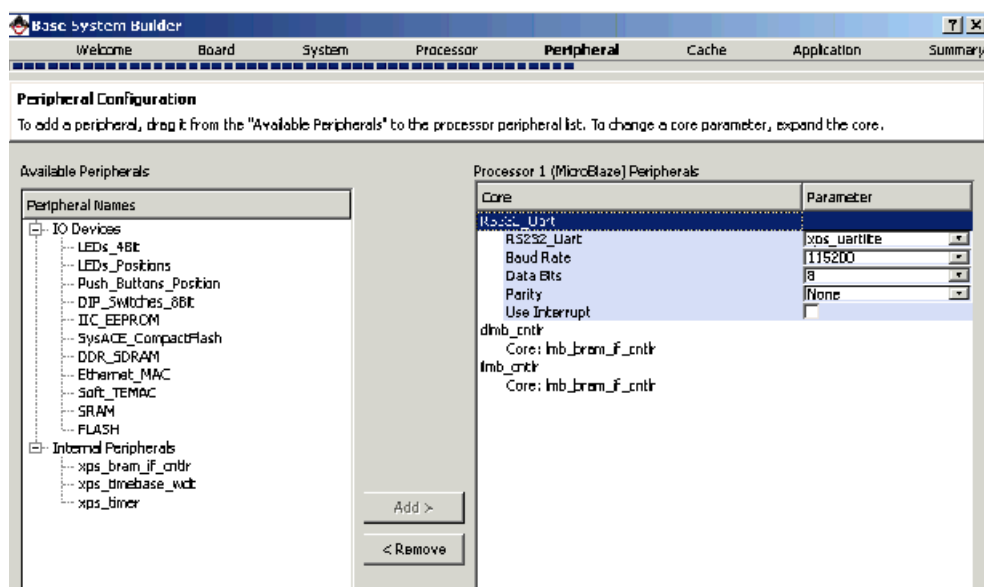 Base System Builder
Welcome Board System Processor Peripheral Cache Application Summary
Peripheral Configuration
To add a peripheral, drag it from the "Available Peripherals" to the processor peripheral list. To change a core parameter, expand the core.
Available Peripherals
Processor 1 (MicroBlaze) Peripherals
Peripheral Names
IO Devices
LEDs_4Bit
LEDs_Positions
Push_Buttons_Position
DIP_Switches_8Bit
IIC_EEPROM
SysACE_CompactFlash
DDR_SDRAM
Ethernet_MAC
Soft_TEMAC
SRAM
FLASH
Internal Peripherals
xps_bram_if_cntlr
xps_timebase_wdt
xps_timer
Add >
< Remove
Core Parameter
RS232_Uart
RS232_Uart xps_uartlite
Baud Rate 115200
Data Bits 8
Parity None
Use Interrupt
dlmb_cntlr
Core: lmb_bram_if_cntlr
ilmb_cntlr
Core: lmb_bram_if_cntlr